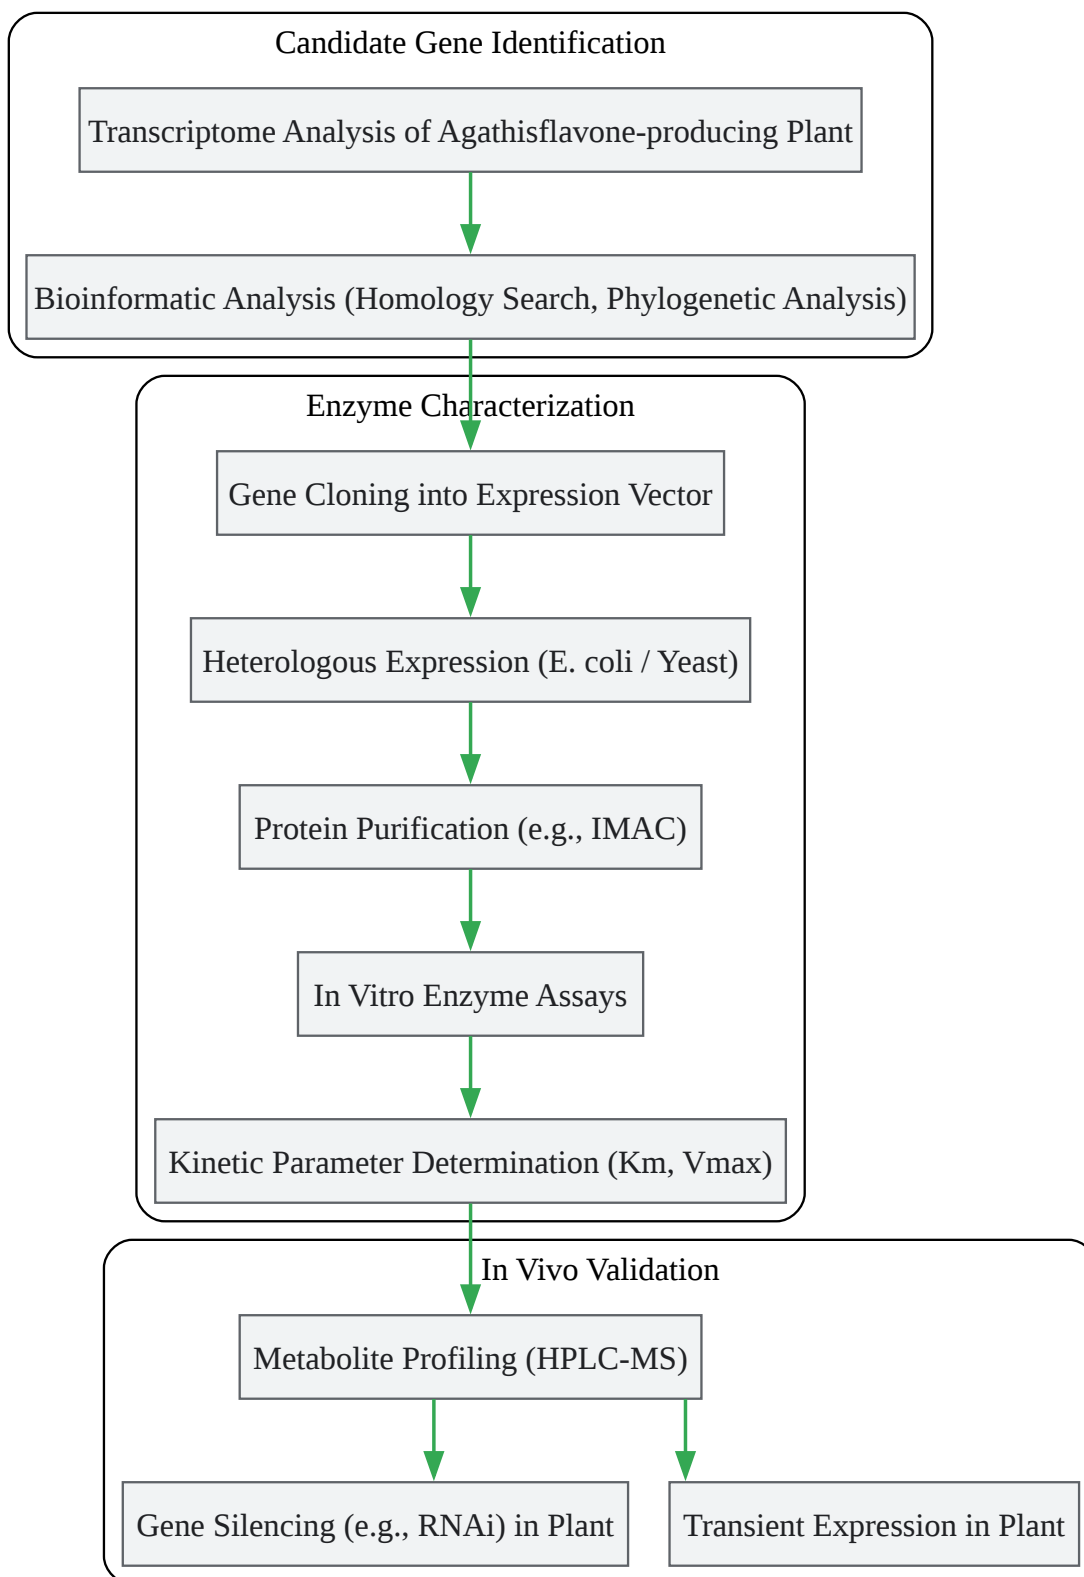 Candidate Gene Identification
Transcriptome Analysis of Agathisflavone-producing Plant
Bioinformatic Analysis (Homology Search, Phylogenetic Analysis)
Enzyme Characterization
Gene Cloning into Expression Vector
Heterologous Expression (E. coli / Yeast)
Protein Purification (e.g., IMAC)
In Vitro Enzyme Assays
Kinetic Parameter Determination (Km, Vmax)
In Vivo Validation
Metabolite Profiling (HPLC-MS)
Gene Silencing (e.g., RNAi) in Plant
Transient Expression in Plant